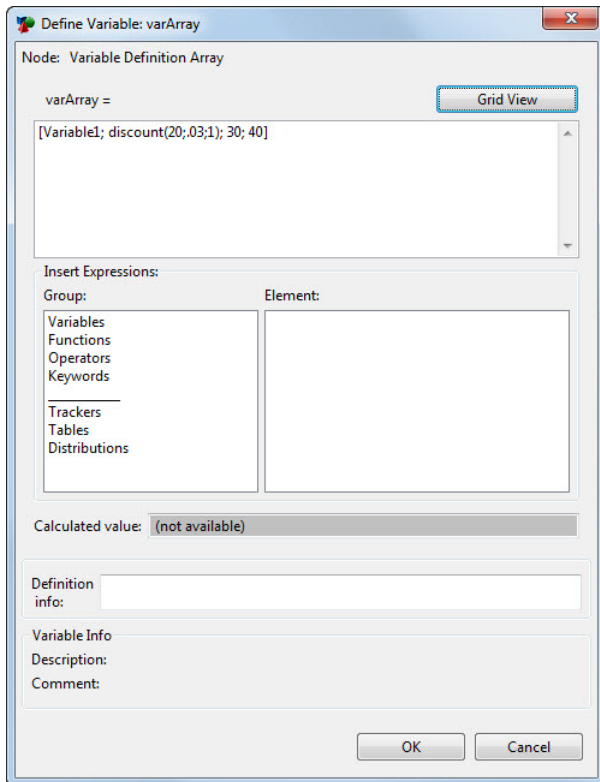 Define Variable: varArray
Node: Variable Definition Array
varArray =
Grid View
[Variable1; discount(20;.03;1); 30; 40]
Insert Expressions:
Group:
Element:
Variables
Functions
Operators
Keywords
Trackers
Tables
Distributions
Calculated value: (not available)
Definition
info:
Variable Info
Description:
Comment:
OK
Cancel